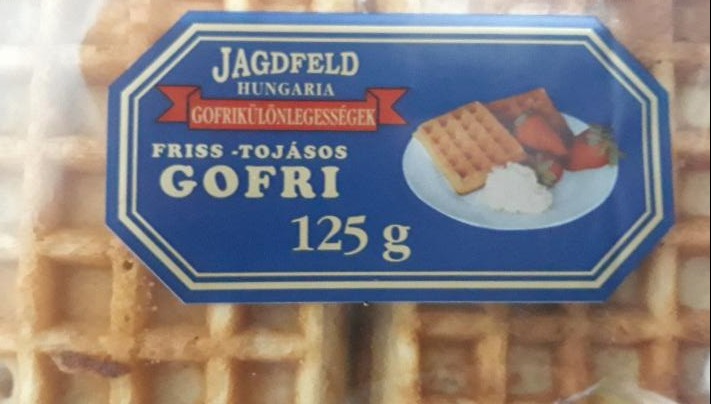 JAGDFELD
HUNGARIA
GOFRIKÜLÖNLEGESSÉGEK
FRISS -TOJÁSOS
GOFRI
125 g